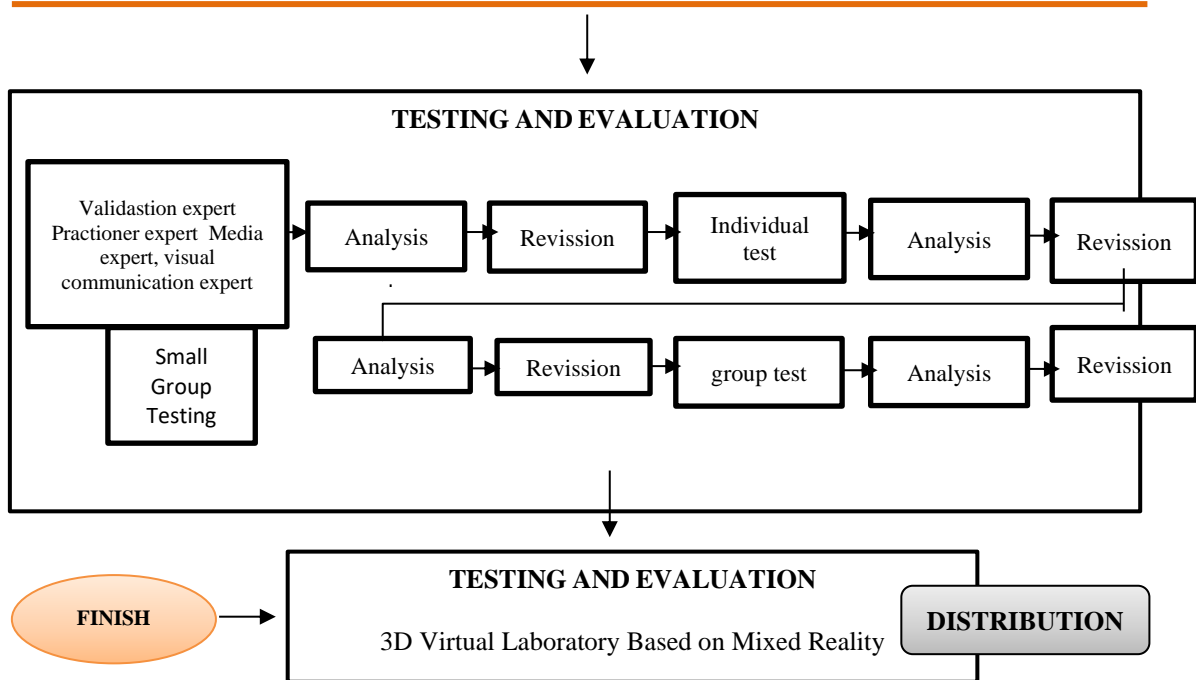 TESTING AND EVALUATION
Validastion expert
Practioner expert Media
expert, visual
communication expert
Analysis
Revission
Individual
test
Analysis
Revission
Small
Group
Testing
Analysis
Revission
group test
Analysis
Revission
TESTING AND EVALUATION
FINISH
3D Virtual Laboratory Based on Mixed Reality
DISTRIBUTION